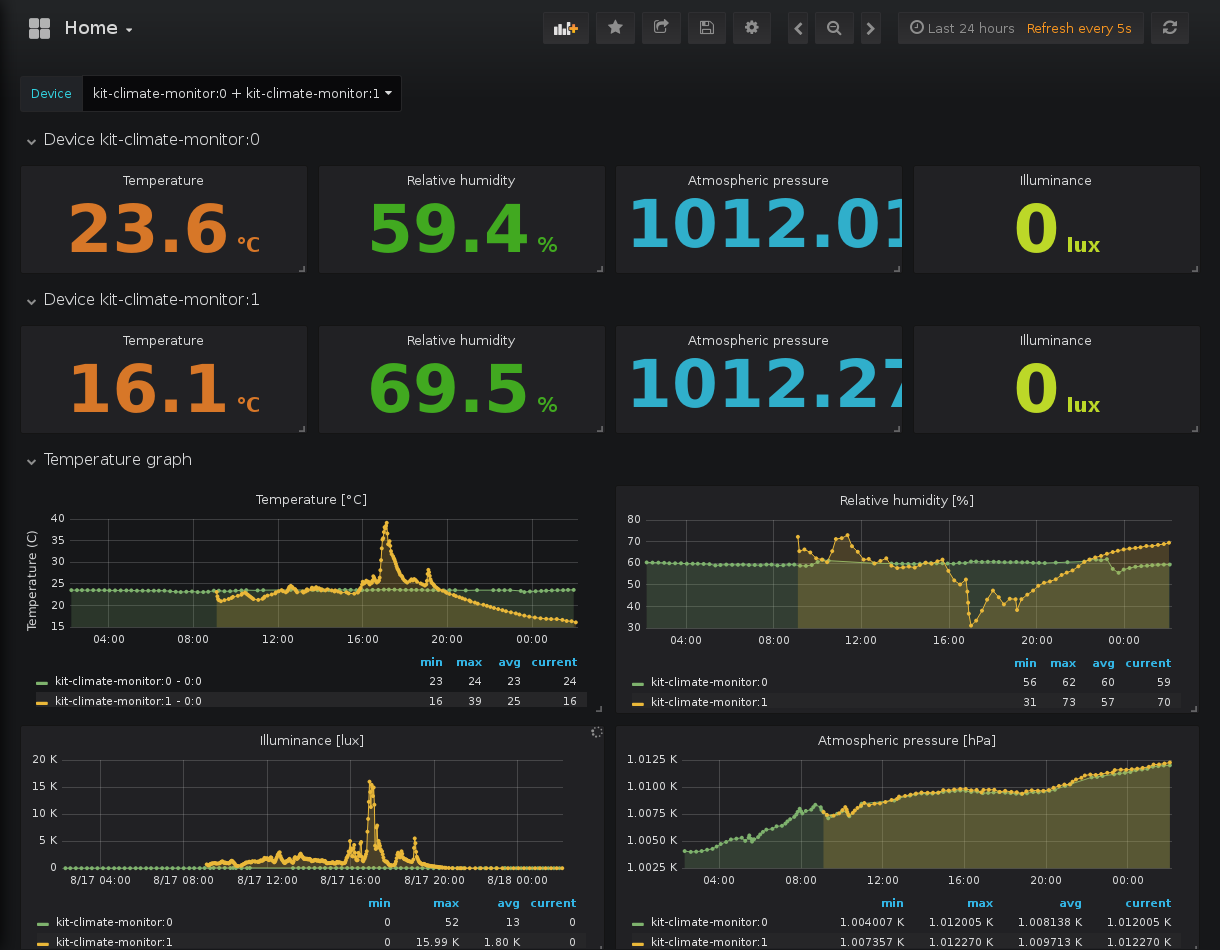 Home
Last 24 hours Refresh every 5s
Device kit-climate-monitor:0 + kit-climate-monitor:1
Device kit-climate-monitor:0
Temperature Relative humidity Atmospheric pressure Illuminance
23.6 °C 59.4 % 1012.01 0 lux
Device kit-climate-monitor:1
Temperature Relative humidity Atmospheric pressure Illuminance
16.1 °C 69.5 % 1012.27 0 lux
Temperature graph
Temperature [°C]
Temperature (C)
40
35
30
25
20
15
04:00 08:00 12:00 16:00 20:00 00:00
min max avg current
kit-climate-monitor:0 - 0:0 23 24 23 24
kit-climate-monitor:1 - 0:0 16 39 25 16
Relative humidity [%]
80
70
60
50
40
30
04:00 08:00 12:00 16:00 20:00 00:00
min max avg current
kit-climate-monitor:0 56 62 60 59
kit-climate-monitor:1 31 73 57 70
Illuminance [lux]
20 K
15 K
10 K
5 K
0
8/17 04:00 8/17 08:00 8/17 12:00 8/17 16:00 8/17 20:00 8/18 00:00
min max avg current
kit-climate-monitor:0 0 52 13 0
kit-climate-monitor:1 0 15.99 K 1.80 K 0
Atmospheric pressure [hPa]
1.0125 K
1.0100 K
1.0075 K
1.0050 K
1.0025 K
04:00 08:00 12:00 16:00 20:00 00:00
min max avg current
kit-climate-monitor:0 1.004007 K 1.012005 K 1.008138 K 1.012005 K
kit-climate-monitor:1 1.007357 K 1.012270 K 1.009713 K 1.012270 K